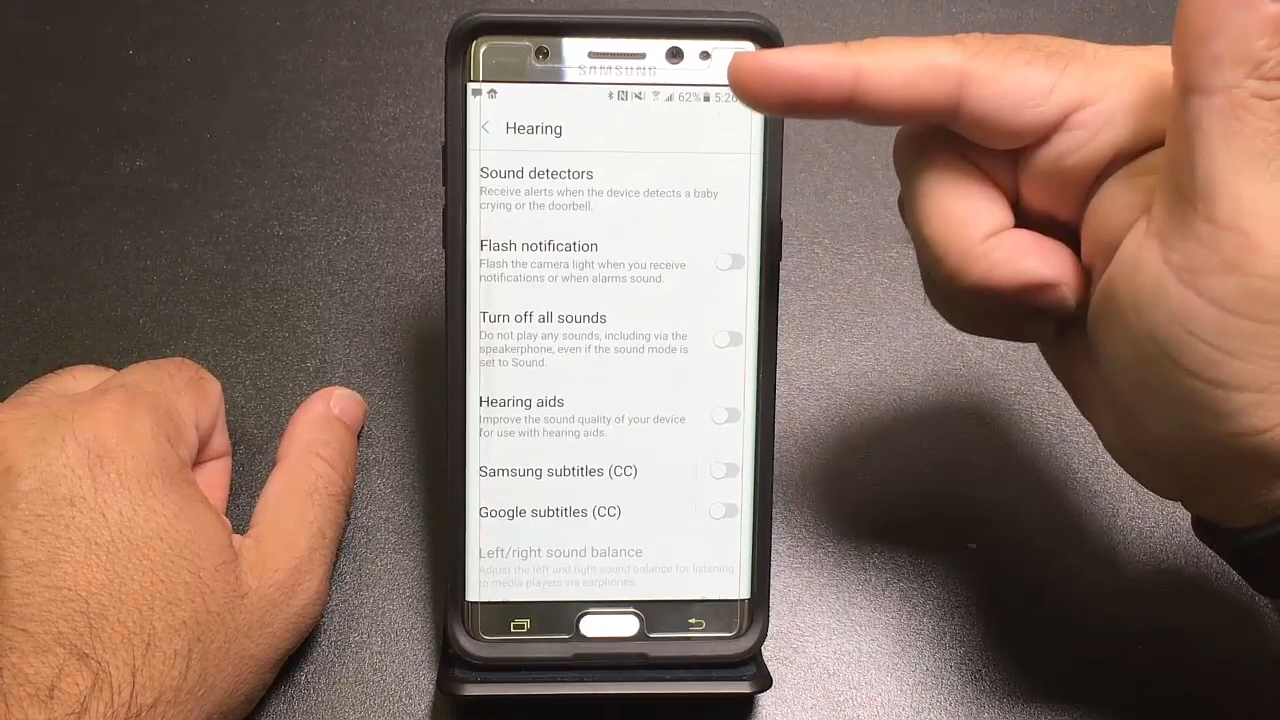 SAMSUNG
62% 5:26
Hearing
Sound detectors
Receive alerts when the device detects a baby
crying or the doorbell.
Flash notification
Flash the camera light when you receive
notifications or when alarms sound.
Turn off all sounds
Do not play any sounds, including via the
speakerphone, even if the sound mode is
set to Sound.
Hearing aids
Improve the sound quality of your device
for use with hearing aids.
Samsung subtitles (CC)
Google subtitles (CC)
Left/right sound balance
Adjust the left and right sound balance for listening
to media players via earphones.